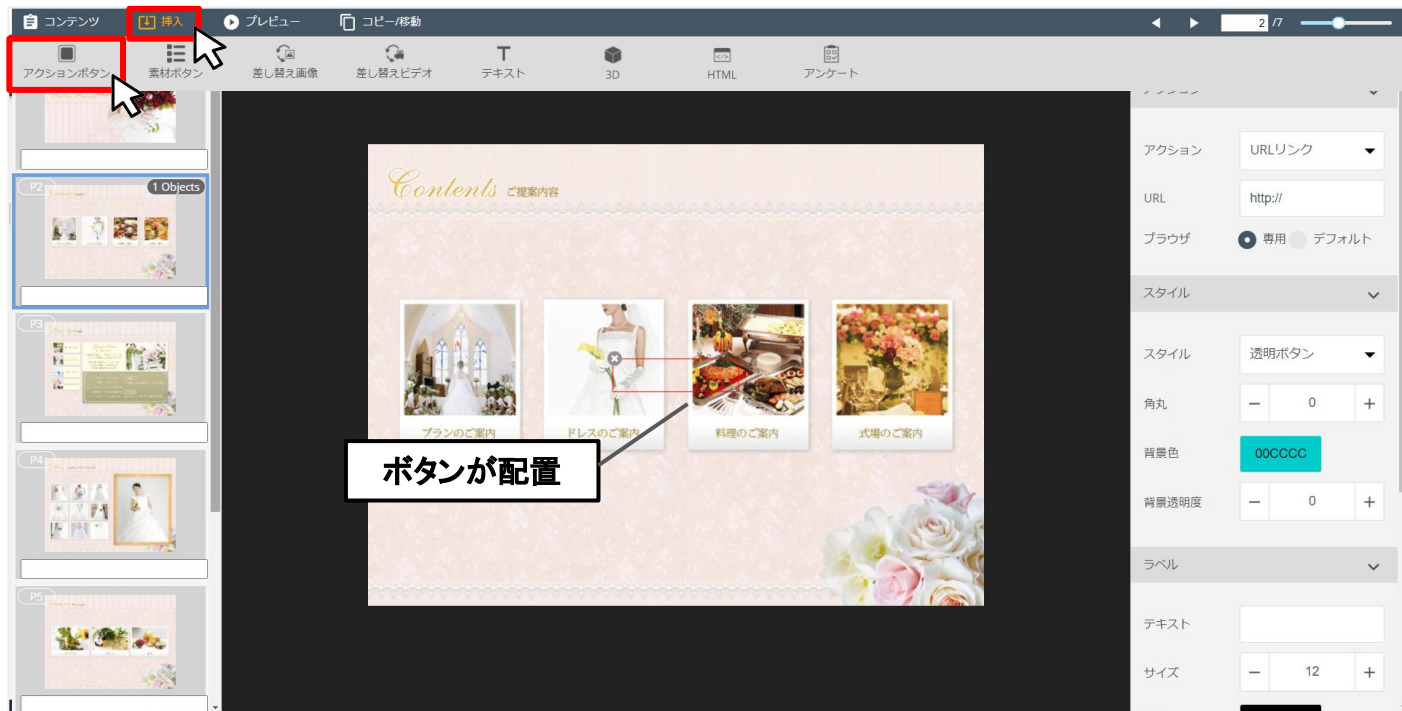 コンテンツ 挿入 プレビュー コピー/移動 2 /7
アクションボタン 素材ボタン 差し替え画像 差し替えビデオ テキスト 3D HTML アンケート
P2 1 Objects
P3
P4
P5
Contents ご提案内容
プランのご案内 ドレスのご案内 料理のご案内 式場のご案内
ボタンが配置
アクション
アクション URLリンク
URL http://
ブラウザ 専用 デフォルト
スタイル
スタイル 透明ボタン
角丸 − 0 +
背景色 00CCCC
背景透明度 − 0 +
ラベル
テキスト
サイズ − 12 +